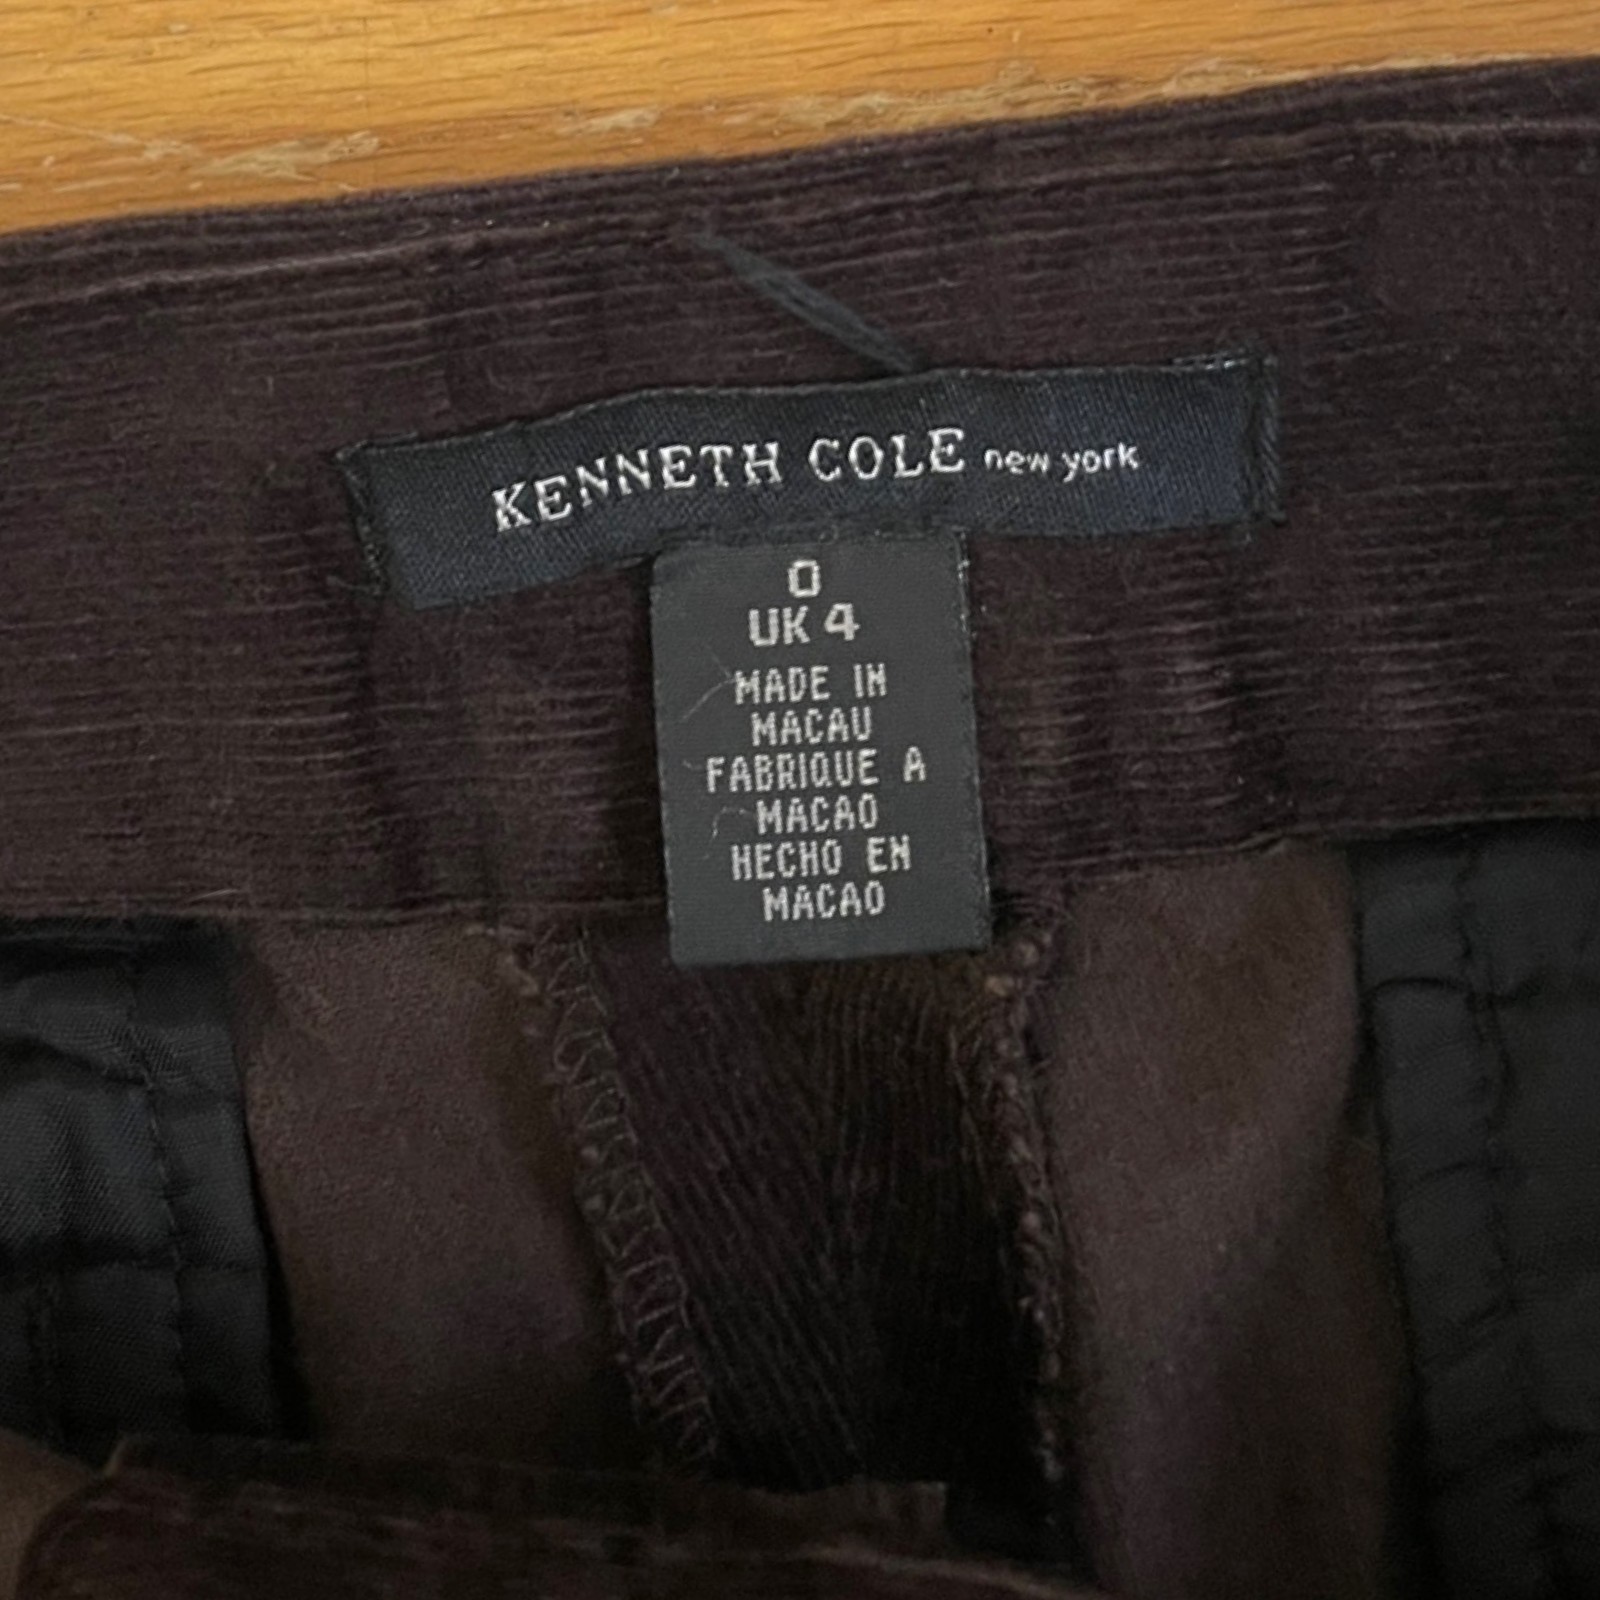 KENNETH COLE new york
0
UK 4
MADE IN
MACAU
FABRIQUE A
MACAO
HECHO EN
MACAO